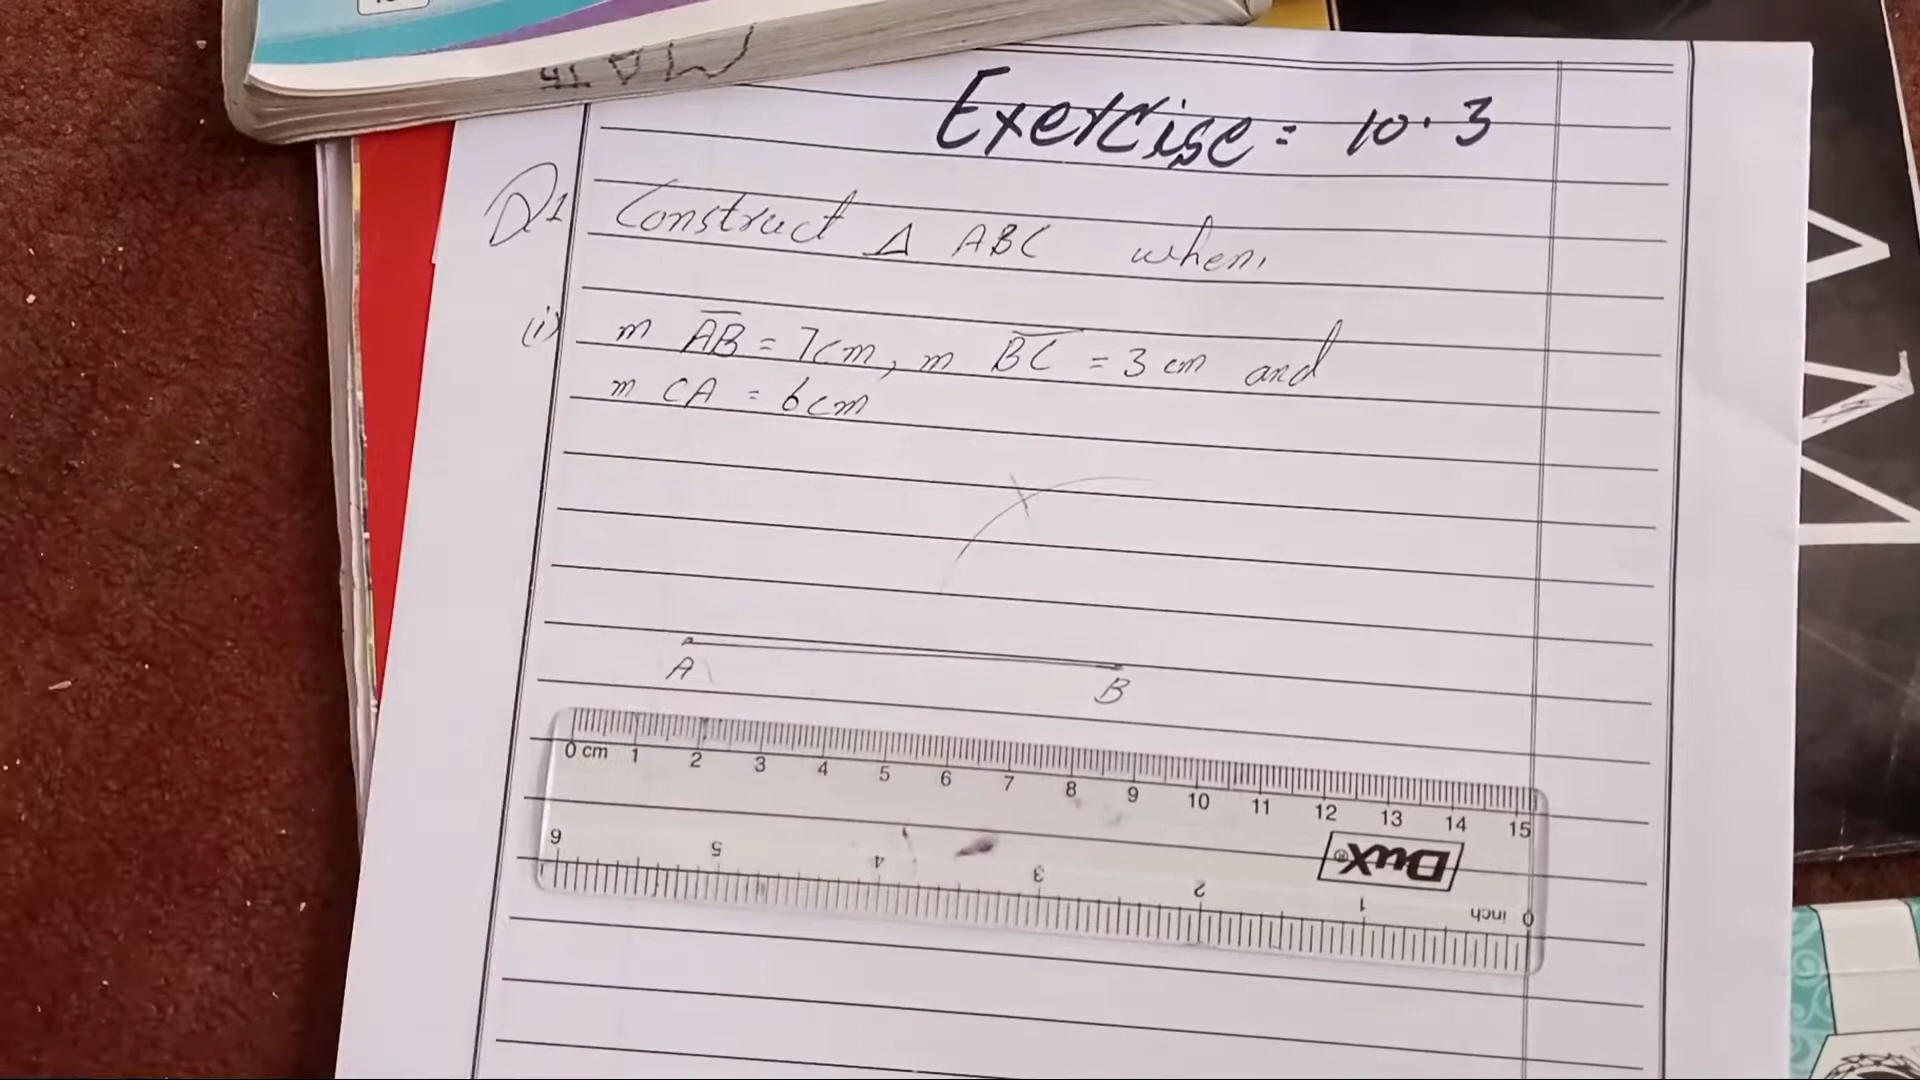 MATH
Exercise = 10.3
Q1 Construct Δ ABC when,
(i) m AB = 7cm, m BC = 3 cm and
m CA = 6cm
A B
0 cm 1 2 3 4 5 6 7 8 9 10 11 12 13 14 15
DUX®
6 5 4 3 2 1 0 inch